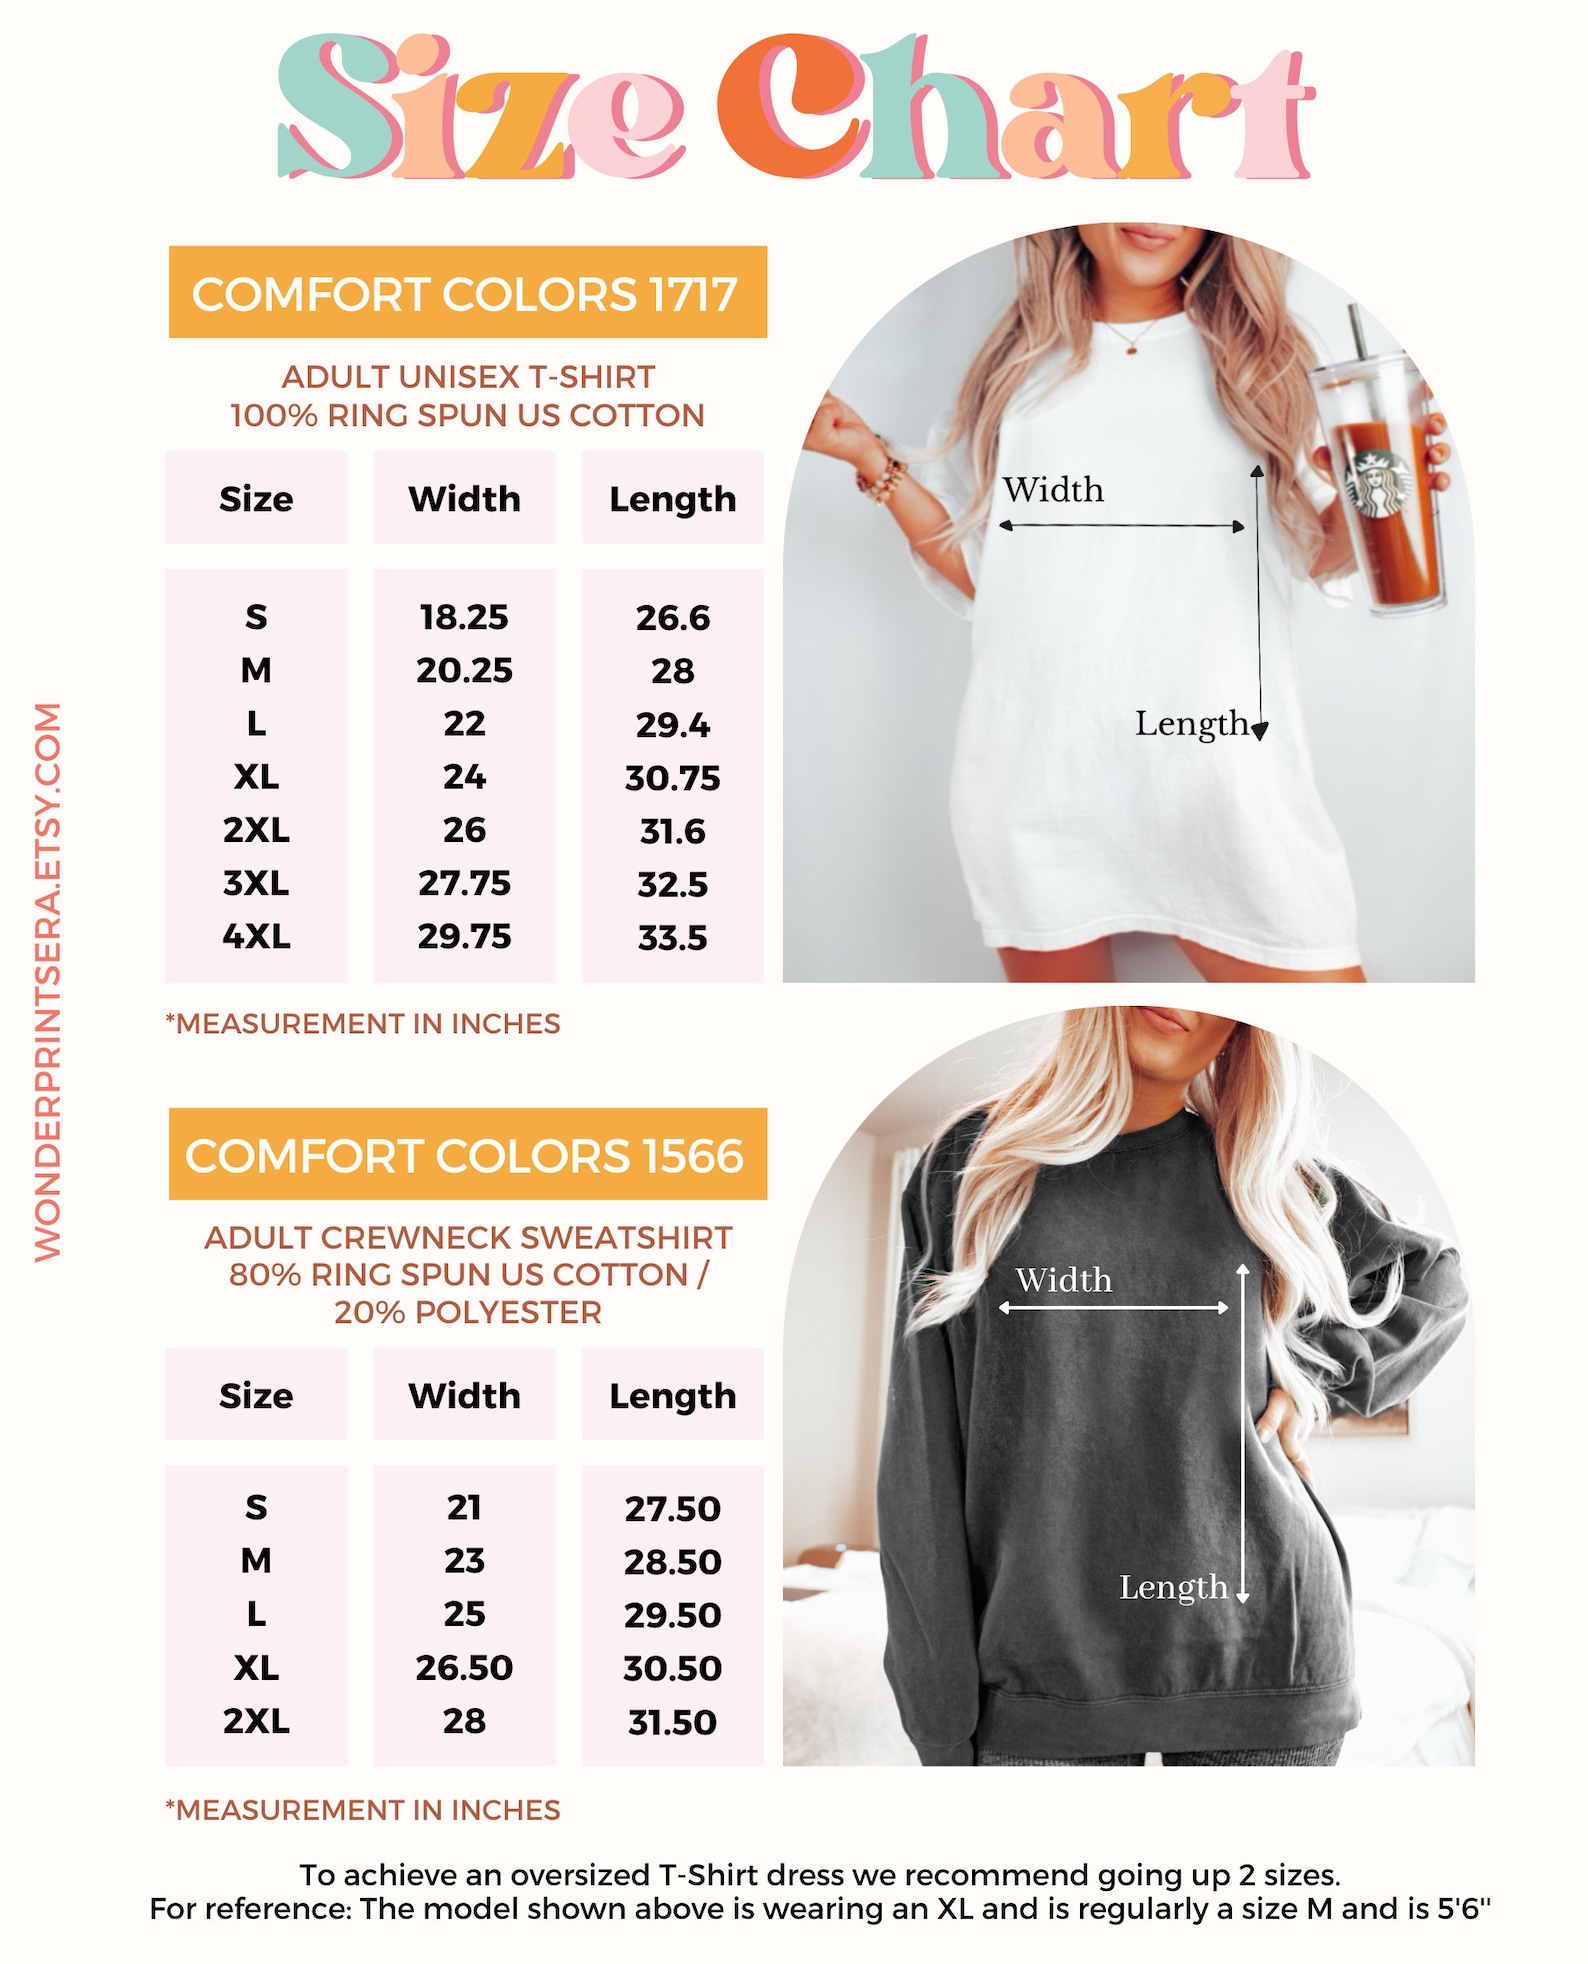 Size Chart
COMFORT COLORS 1717
ADULT UNISEX T-SHIRT
100% RING SPUN US COTTON
Size Width Length
S 18.25 26.6
M 20.25 28
L 22 29.4
XL 24 30.75
2XL 26 31.6
3XL 27.75 32.5
4XL 29.75 33.5
*MEASUREMENT IN INCHES
Width
Length
WONDERPRINTSERA.ETSY.COM
COMFORT COLORS 1566
ADULT CREWNECK SWEATSHIRT
80% RING SPUN US COTTON /
20% POLYESTER
Size Width Length
S 21 27.50
M 23 28.50
L 25 29.50
XL 26.50 30.50
2XL 28 31.50
*MEASUREMENT IN INCHES
Width
Length
To achieve an oversized T-Shirt dress we recommend going up 2 sizes.
For reference: The model shown above is wearing an XL and is regularly a size M and is 5'6"